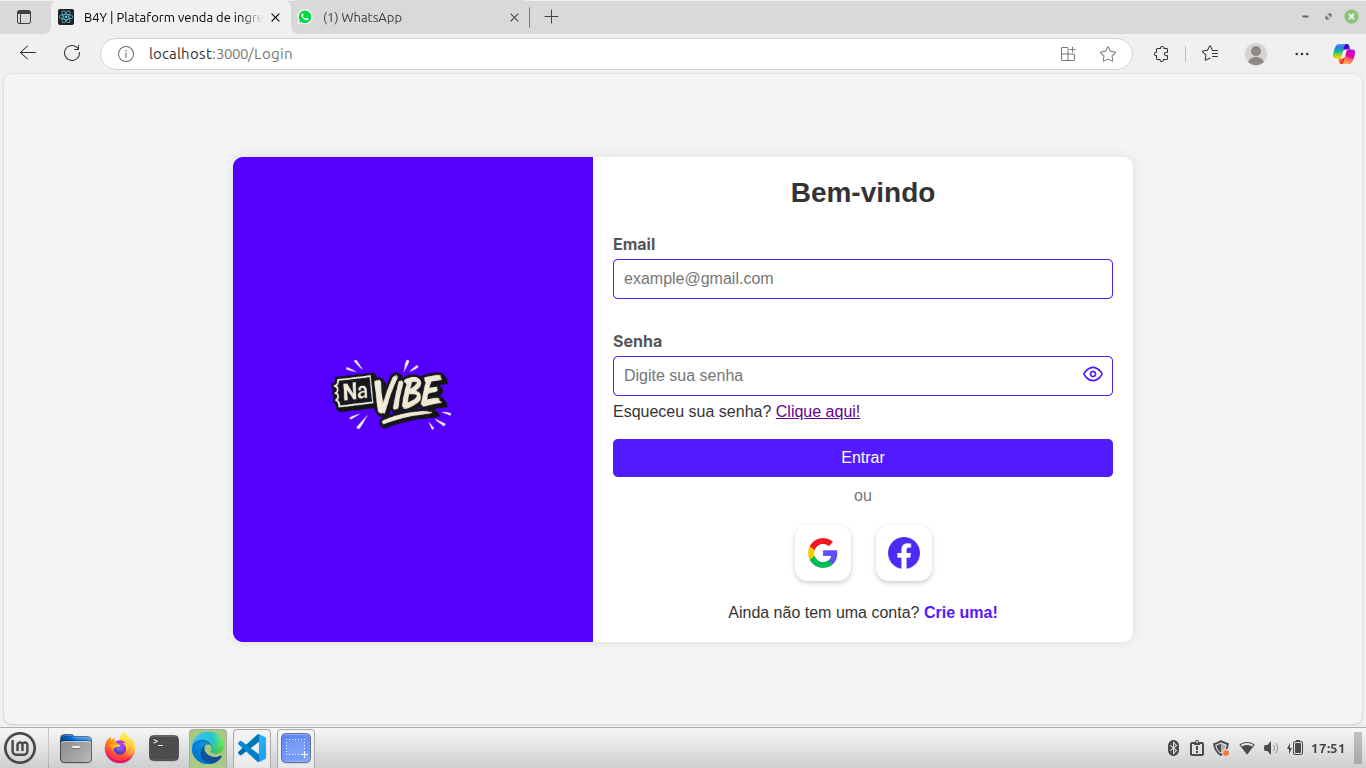 B4Y | Plataform venda de ingre
(1) WhatsApp
localhost:3000/Login
Na VIBE
Bem-vindo
Email
example@gmail.com
Senha
Digite sua senha
Esqueceu sua senha? Clique aqui!
Entrar
ou
Ainda não tem uma conta? Crie uma!
17:51